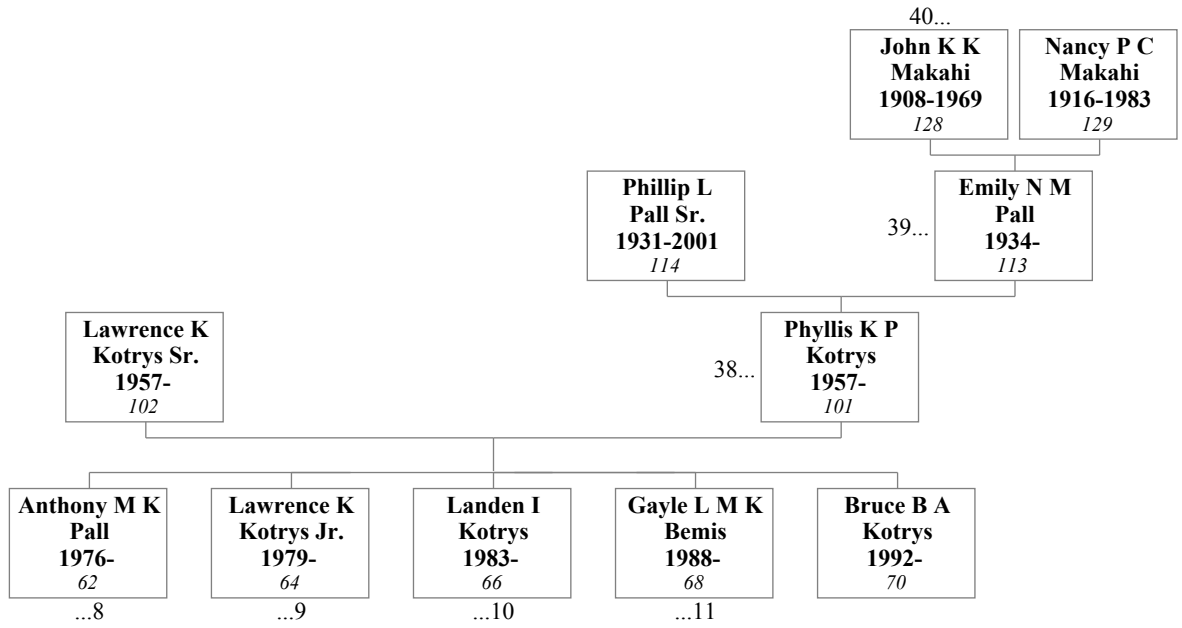 40...
John K K
Makahi
1908-1969
128
Nancy P C
Makahi
1916-1983
129
Phillip L
Pall Sr.
1931-2001
114
39...
Emily N M
Pall
1934-
113
Lawrence K
Kotrys Sr.
1957-
102
38...
Phyllis K P
Kotrys
1957-
101
Anthony M K
Pall
1976-
62
...8
Lawrence K
Kotrys Jr.
1979-
64
...9
Landen I
Kotrys
1983-
66
...10
Gayle L M K
Bemis
1988-
68
...11
Bruce B A
Kotrys
1992-
70